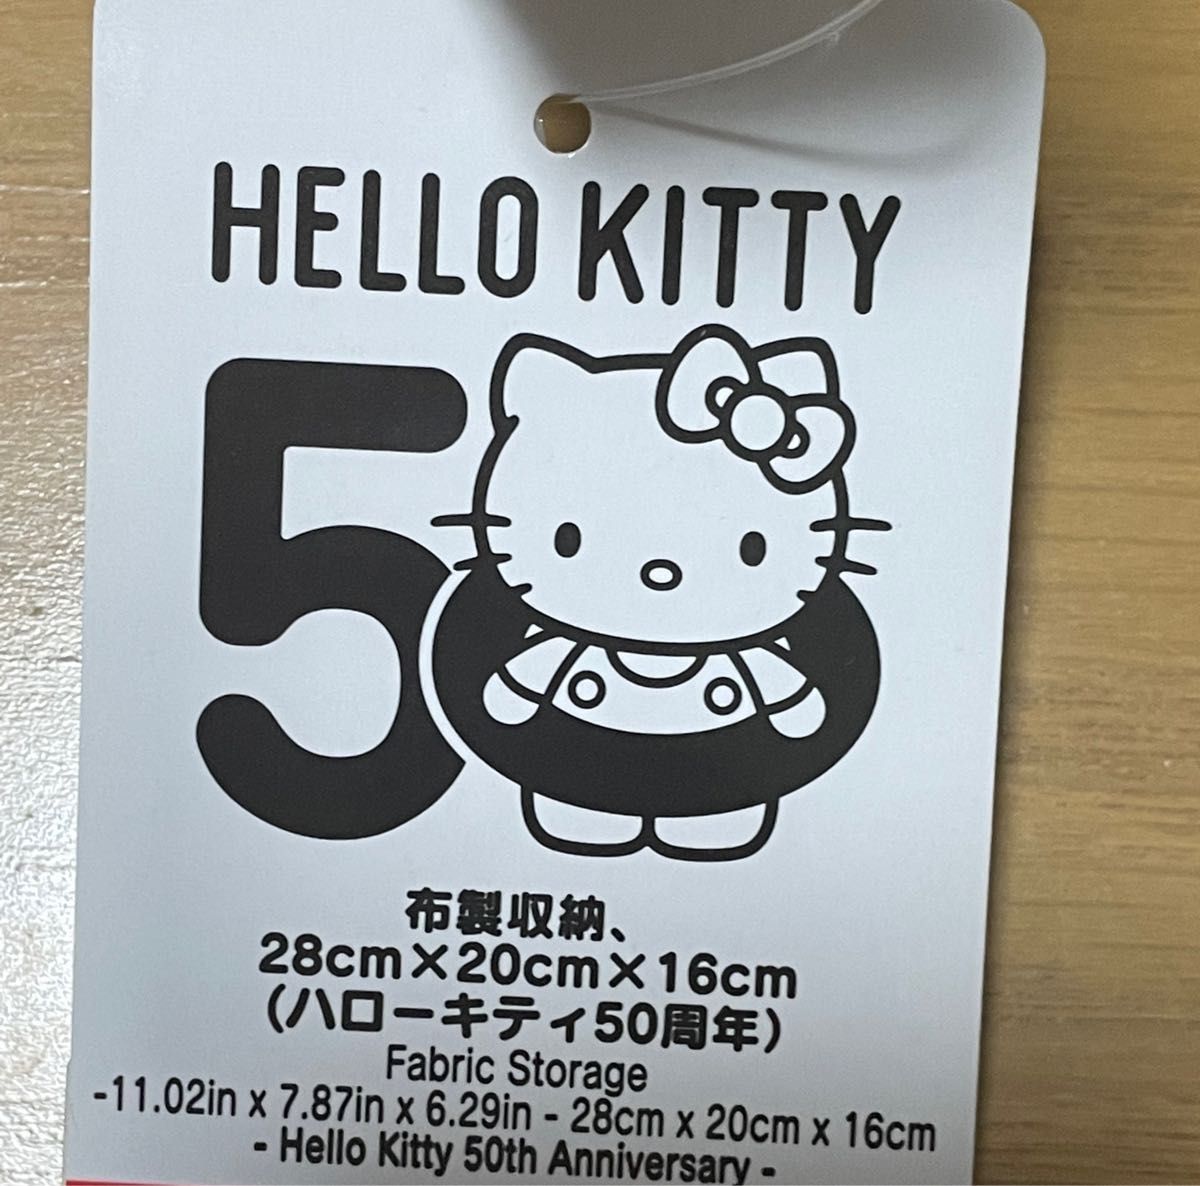 HELLO KITTY
50
布製収納、
28cm×20cm×16cm
(ハローキティ50周年)
Fabric Storage
-11.02in x 7.87in x 6.29in - 28cm x 20cm x 16cm
- Hello Kitty 50th Anniversary -